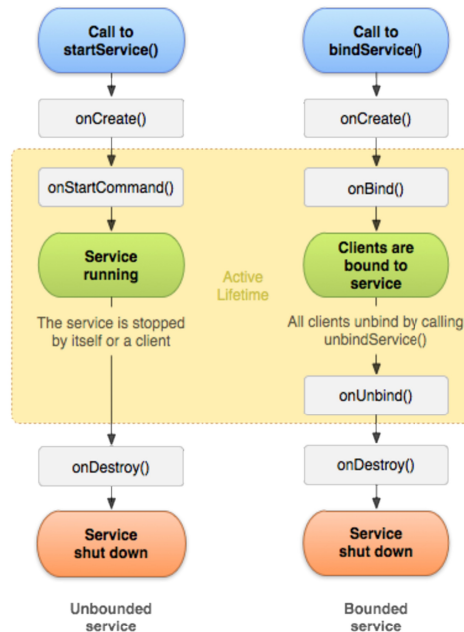 Call to
startService()
onCreate()
onStartCommand()
Service
running
The service is stopped
by itself or a client
onDestroy()
Service
shut down
Unbounded
service
Active
Lifetime
Call to
bindService()
onCreate()
onBind()
Clients are
bound to
service
All clients unbind by calling
unbindService()
onUnbind()
onDestroy()
Service
shut down
Bounded
service